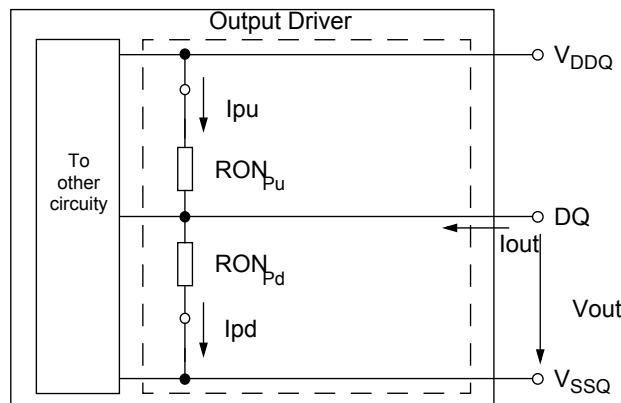 Output Driver
VDDQ
Ipu
To
other
circuity
RONPu
DQ
Iout
RONPd
Vout
Ipd
VSSQ